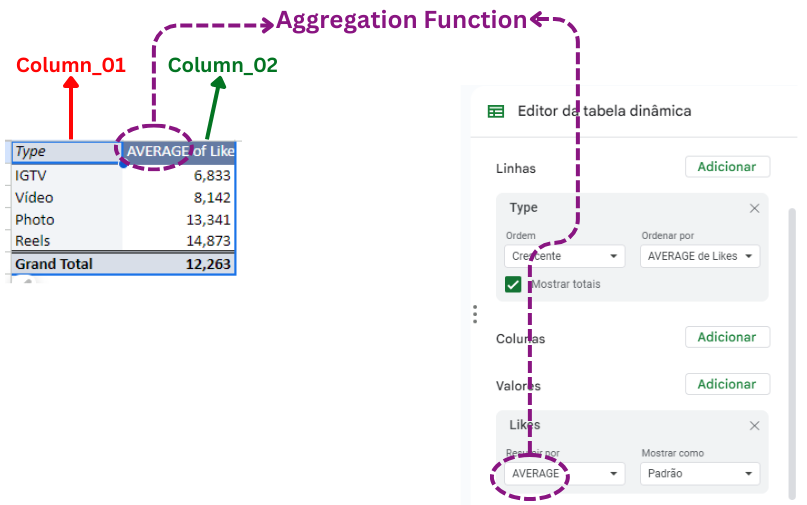 Aggregation Function
Column_01
Column_02
Type
AVERAGE of Like
IGTV
6,833
Vídeo
8,142
Photo
13,341
Reels
14,873
Grand Total
12,263
Editor da tabela dinâmica
Linhas
Adicionar
Type
Ordem
Ordenar por
Crescente
AVERAGE de Likes
Mostrar totais
Colunas
Adicionar
Valores
Adicionar
Likes
Resumir por
Mostrar como
AVERAGE
Padrão